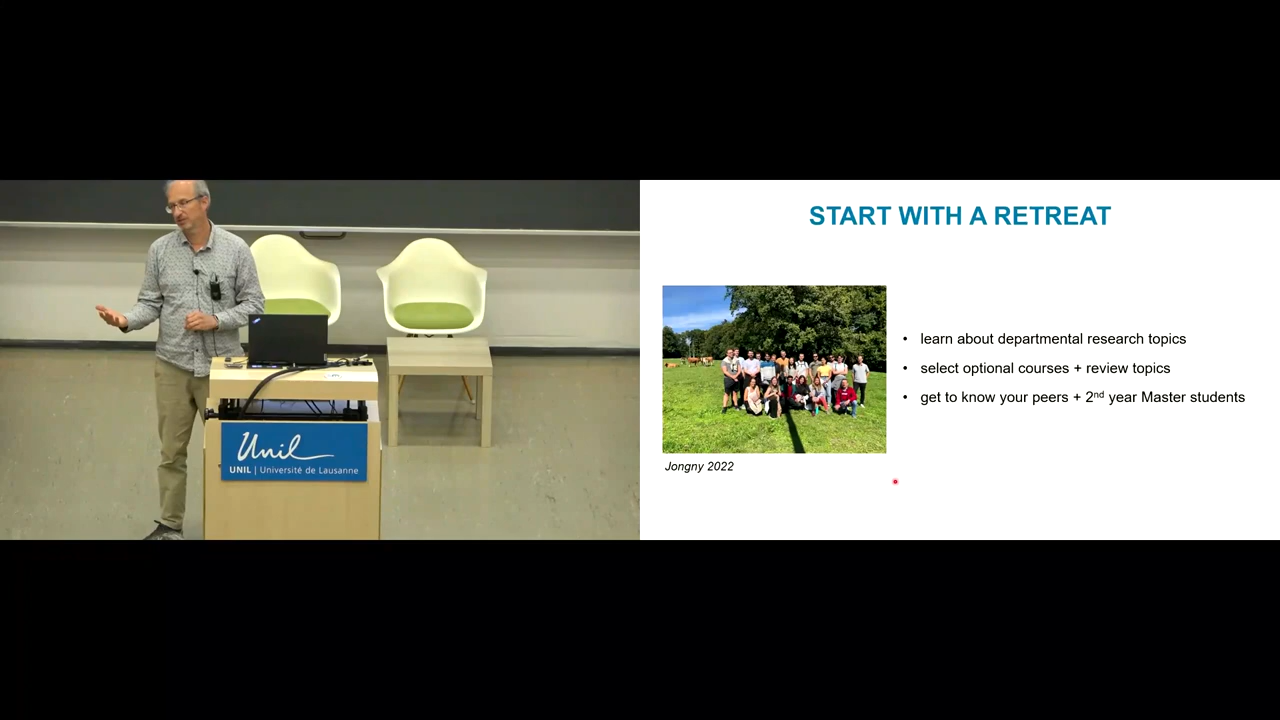 START WITH A RETREAT
• learn about departmental research topics
• select optional courses + review topics
• get to know your peers + 2nd year Master students
Jongny 2022
Unil
UNIL | Université de Lausanne